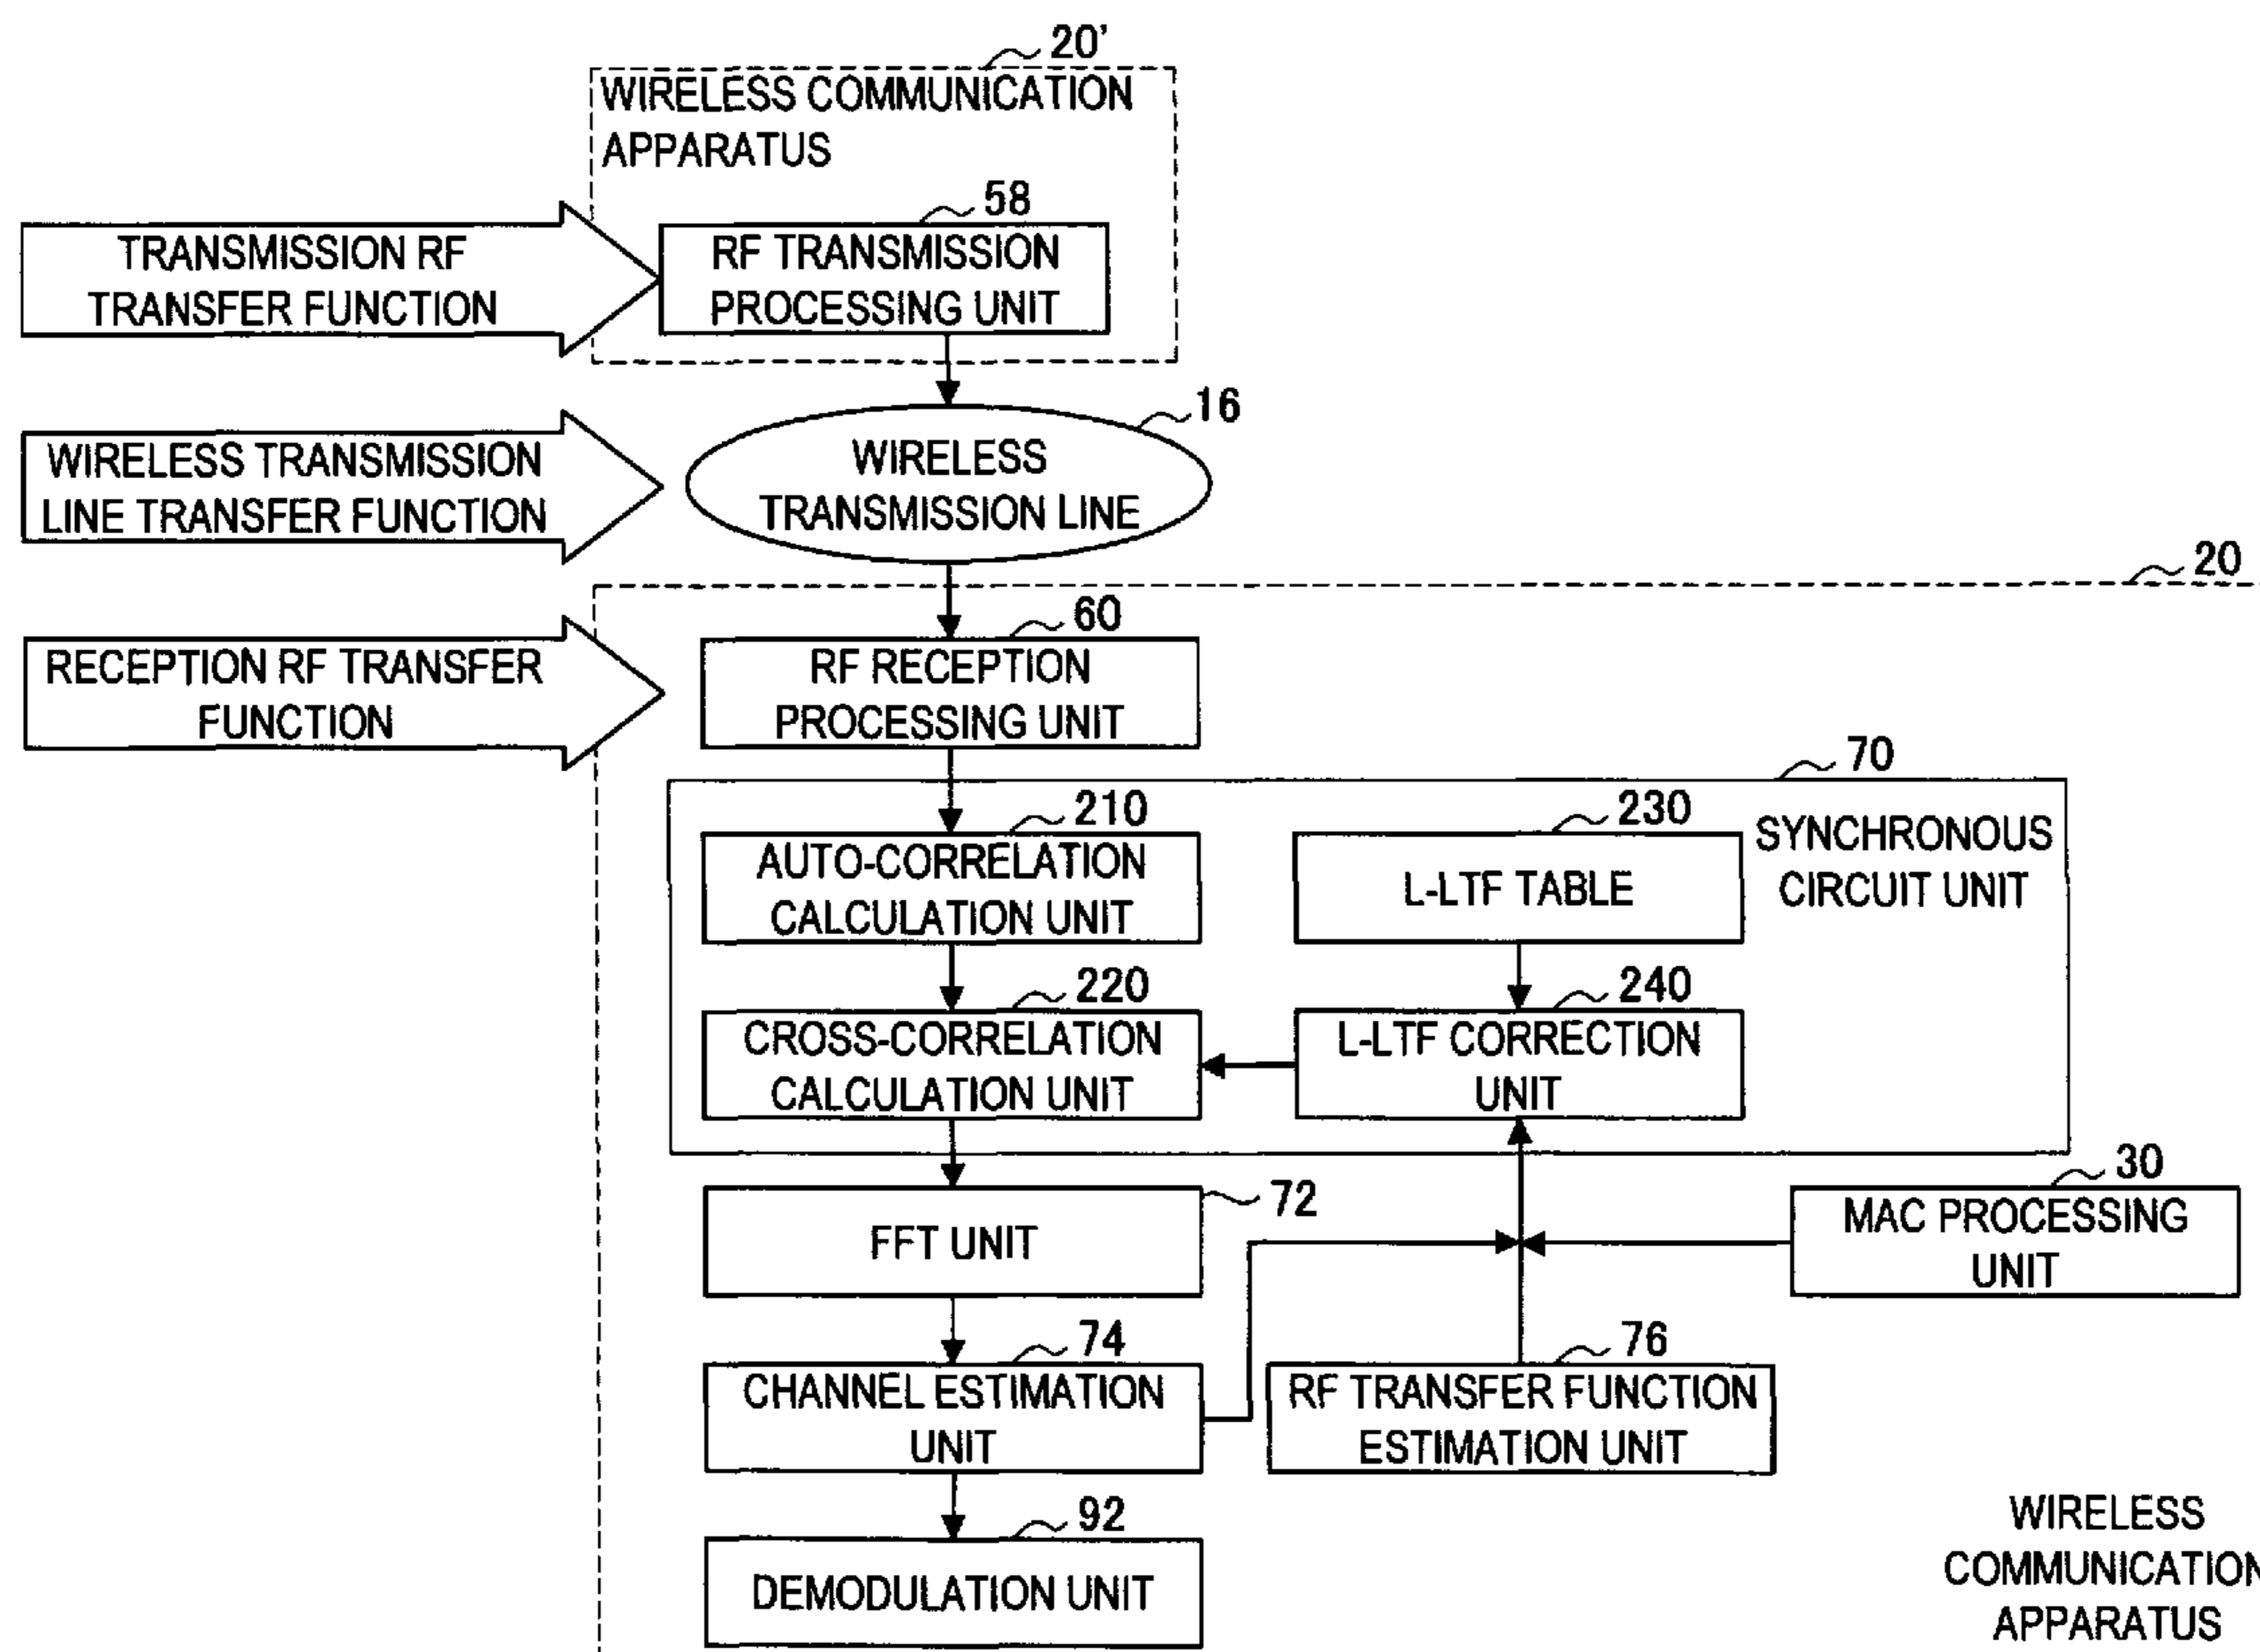 20'
WIRELESS COMMUNICATION
APPARATUS
58
TRANSMISSION RF
TRANSFER FUNCTION
RF TRANSMISSION
PROCESSING UNIT
16
WIRELESS TRANSMISSION
LINE TRANSFER FUNCTION
WIRELESS
TRANSMISSION LINE
20
60
RECEPTION RF TRANSFER
FUNCTION
RF RECEPTION
PROCESSING UNIT
70
210
AUTO-CORRELATION
CALCULATION UNIT
230
L-LTF TABLE
SYNCHRONOUS
CIRCUIT UNIT
220
CROSS-CORRELATION
CALCULATION UNIT
240
L-LTF CORRECTION
UNIT
72
FFT UNIT
30
MAC PROCESSING
UNIT
74
CHANNEL ESTIMATION
UNIT
76
RF TRANSFER FUNCTION
ESTIMATION UNIT
92
DEMODULATION UNIT
WIRELESS
COMMUNICATION
APPARATUS